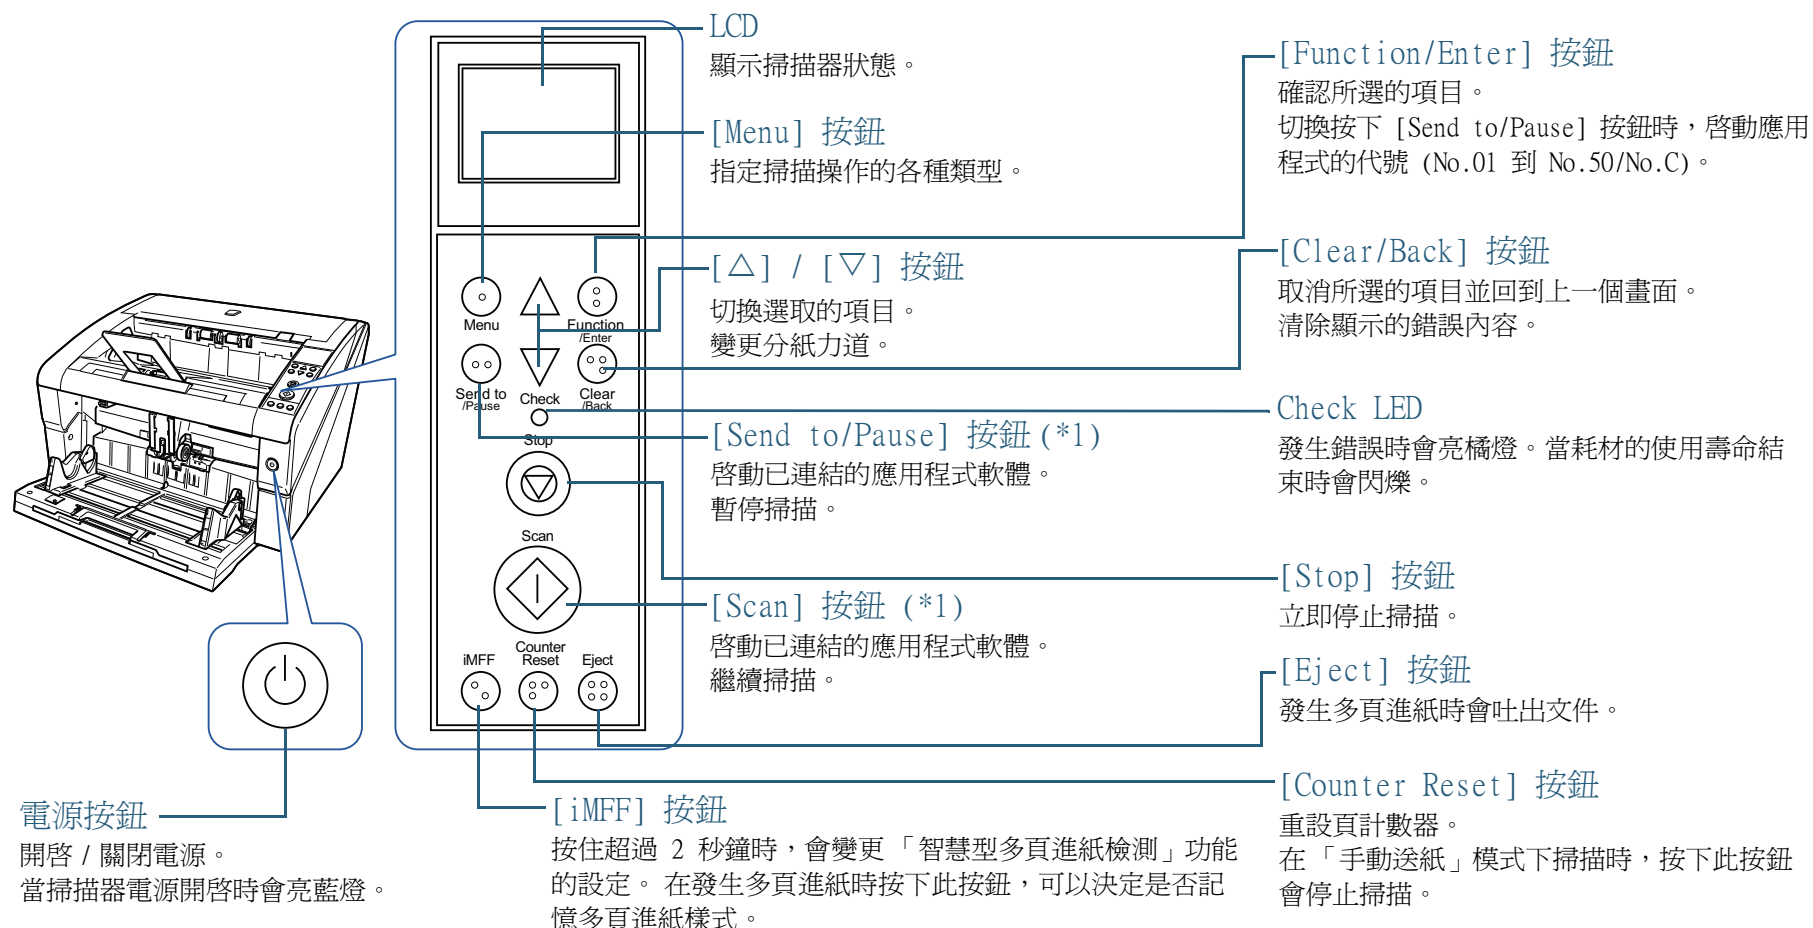 LCD
顯示掃描器狀態。
[Menu] 按鈕
指定掃描操作的各種類型。
[△] / [▽] 按鈕
切換選取的項目。
變更分紙力道。
[Send to/Pause] 按鈕 (*1)
啓動已連結的應用程式軟體。
暫停掃描。
[Scan] 按鈕 (*1)
啓動已連結的應用程式軟體。
繼續掃描。
[Function/Enter] 按鈕
確認所選的項目。
切換按下 [Send to/Pause] 按鈕時，啓動應用
程式的代號 (No.01 到 No.50/No.C)。
[Clear/Back] 按鈕
取消所選的項目並回到上一個畫面。
清除顯示的錯誤內容。
Check LED
發生錯誤時會亮橘燈。當耗材的使用壽命結
束時會閃爍。
[Stop] 按鈕
立即停止掃描。
[Eject] 按鈕
發生多頁進紙時會吐出文件。
[Counter Reset] 按鈕
重設頁計數器。
在「手動送紙」模式下掃描時，按下此按鈕
會停止掃描。
Menu
Function
/Enter
Send to
/Pause
Check
Clear
/Back
Stop
Scan
iMFF
Counter
Reset
Eject
電源按鈕
開啓 / 關閉電源。
當掃描器電源開啓時會亮藍燈。
[iMFF] 按鈕
按住超過 2 秒鐘時，會變更「智慧型多頁進紙檢測」功能
的設定。 在發生多頁進紙時按下此按鈕，可以決定是否記
憶多頁進紙樣式。